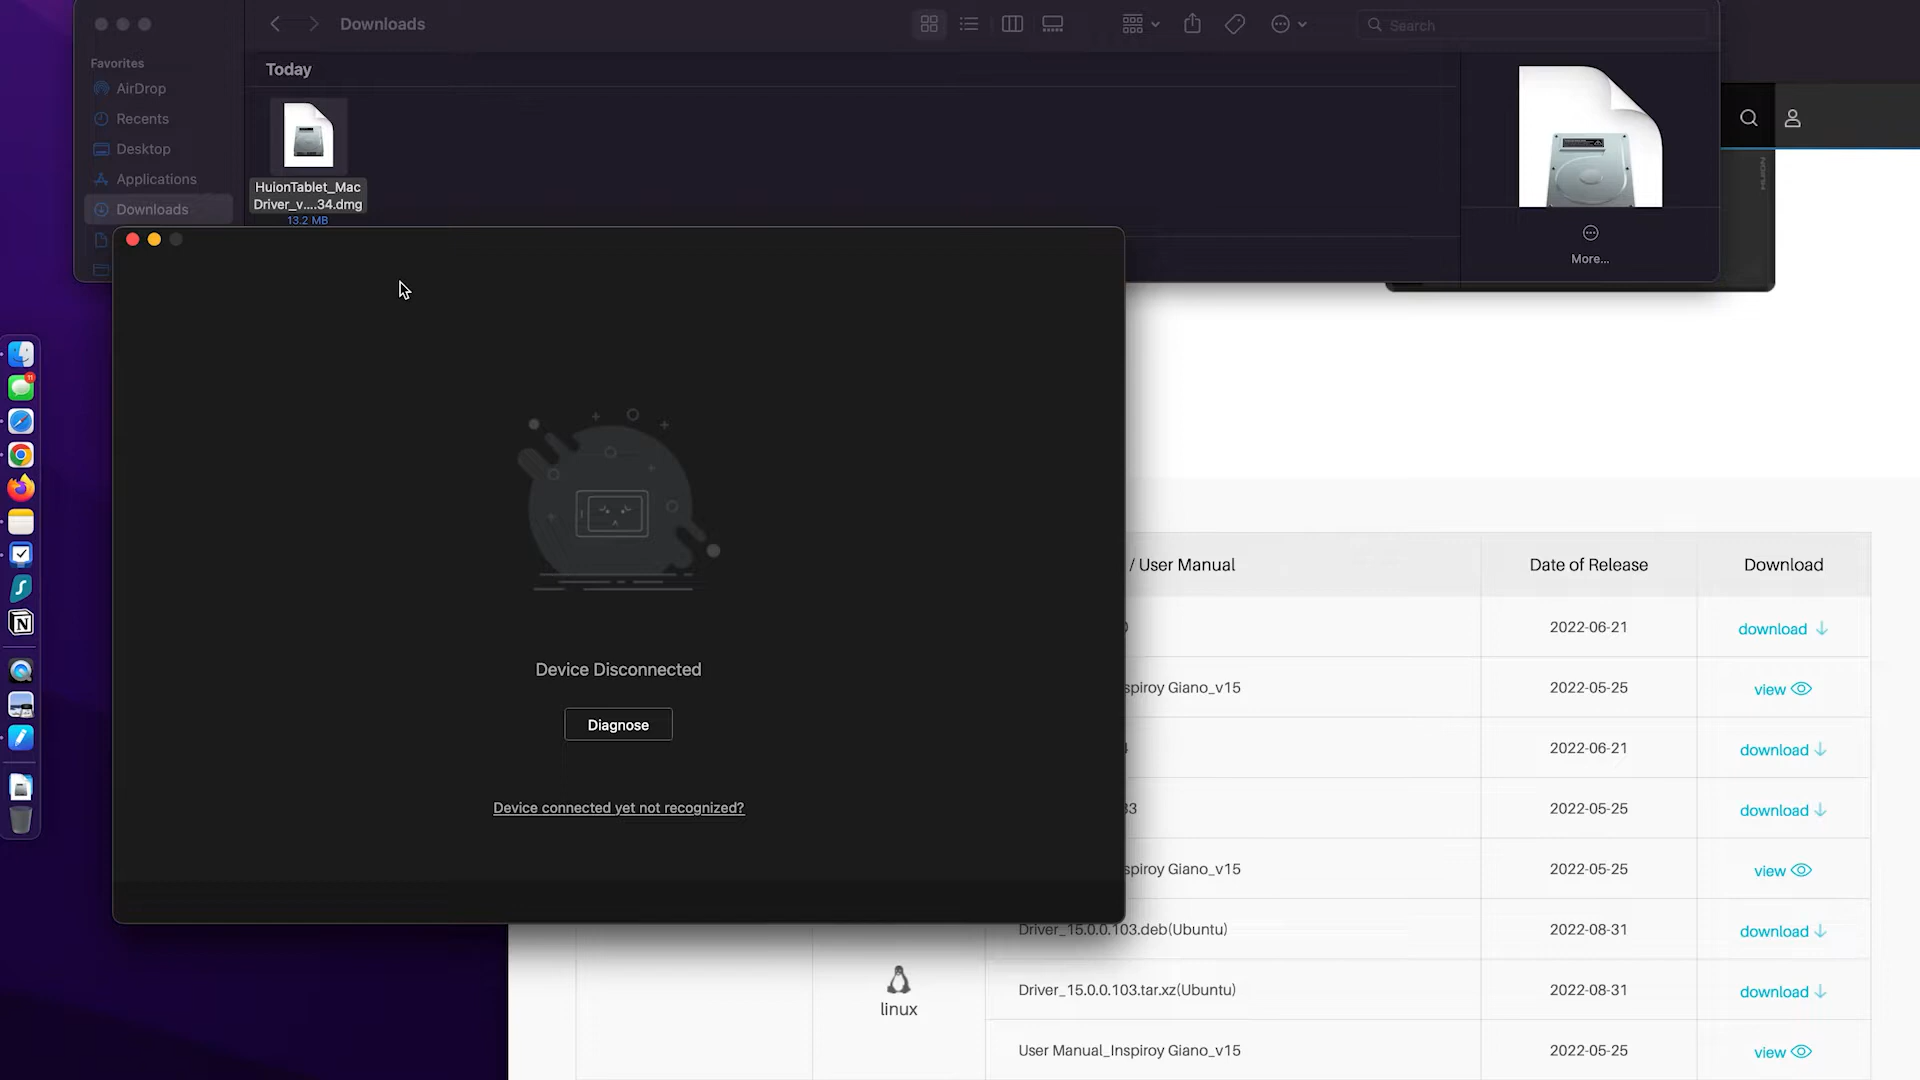 Downloads
Search
Favorites
AirDrop
Recents
Desktop
Applications
Downloads
Today
HuionTablet_Mac
Driver_v....34.dmg
13.2 MB
More...
HUION
11
Device Disconnected
Diagnose
Device connected yet not recognized?
/ User Manual
Date of Release
Download
2022-06-21
download
spiroy Giano_v15
2022-05-25
view
2022-06-21
download
33
2022-05-25
download
spiroy Giano_v15
2022-05-25
view
Driver_15.0.0.103.deb(Ubuntu)
2022-08-31
download
linux
Driver_15.0.0.103.tar.xz(Ubuntu)
2022-08-31
download
User Manual_Inspiroy Giano_v15
2022-05-25
view